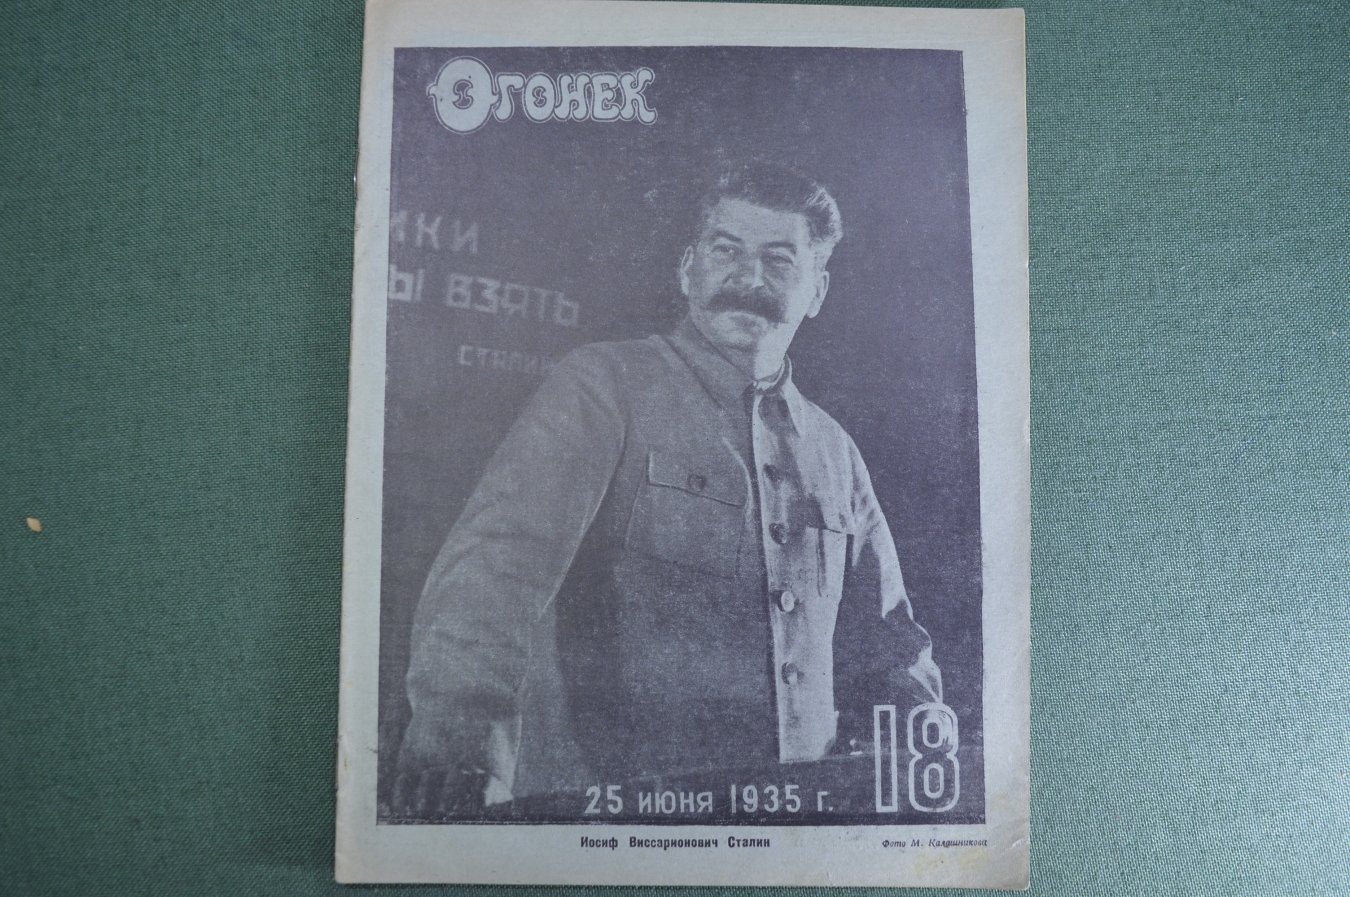 Огонек
ики
ы взять
Сталин
18
25 июня 1935 г.
Иосиф Виссарионович Сталин
Фото М. Калашникова